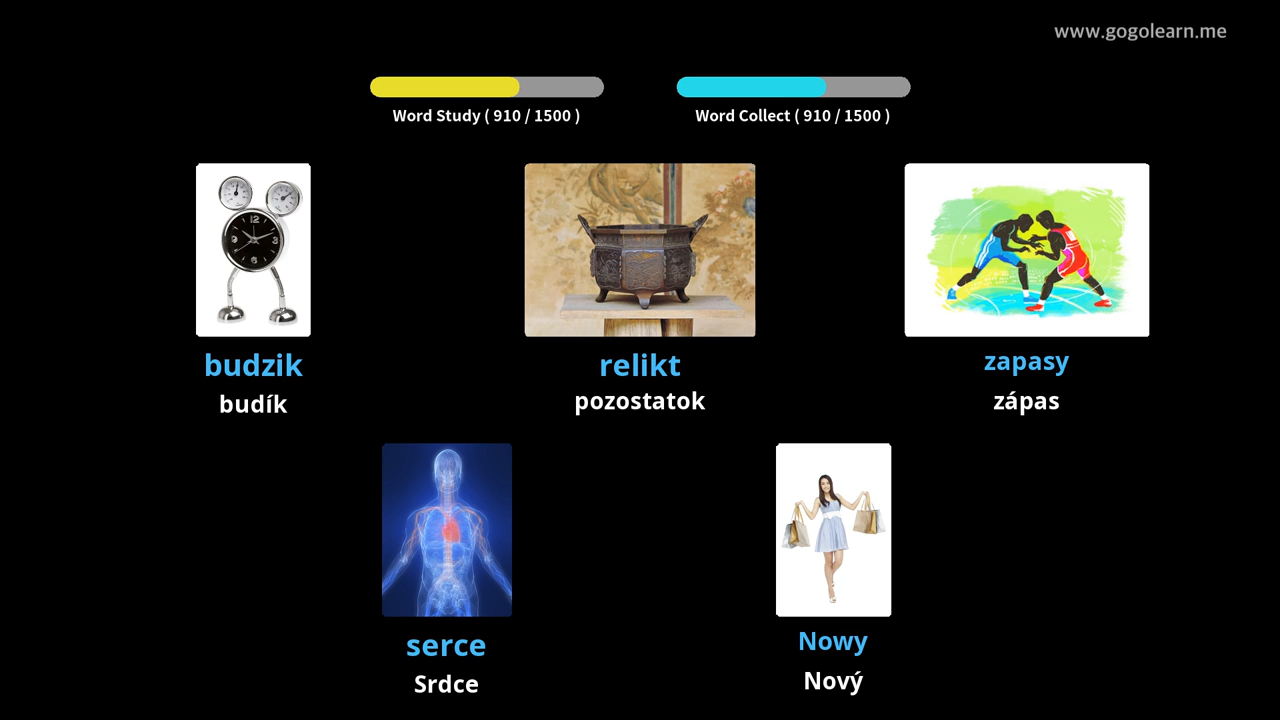 www.gogolearn.me
Word Study ( 910 / 1500 )
Word Collect ( 910 / 1500 )
budzik
budík
relikt
pozostatok
zapasy
zápas
serce
Srdce
Nowy
Nový